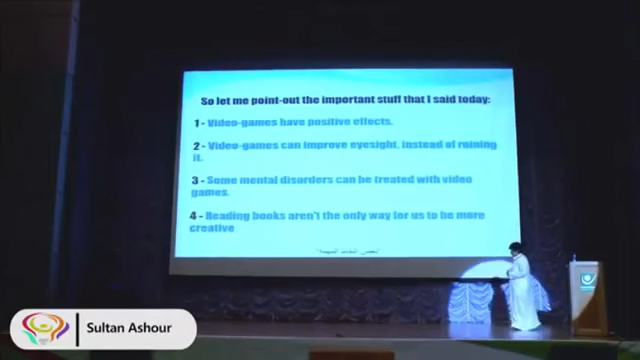 So let me point-out the important stuff that I said today:
1 - Video-games have positive effects.
2 - Video-games can improve eyesight, instead of ruining
it.
3 - Some mental disorders can be treated with video
games.
4 - Reading books aren't the only way for us to be more
creative
Sultan Ashour